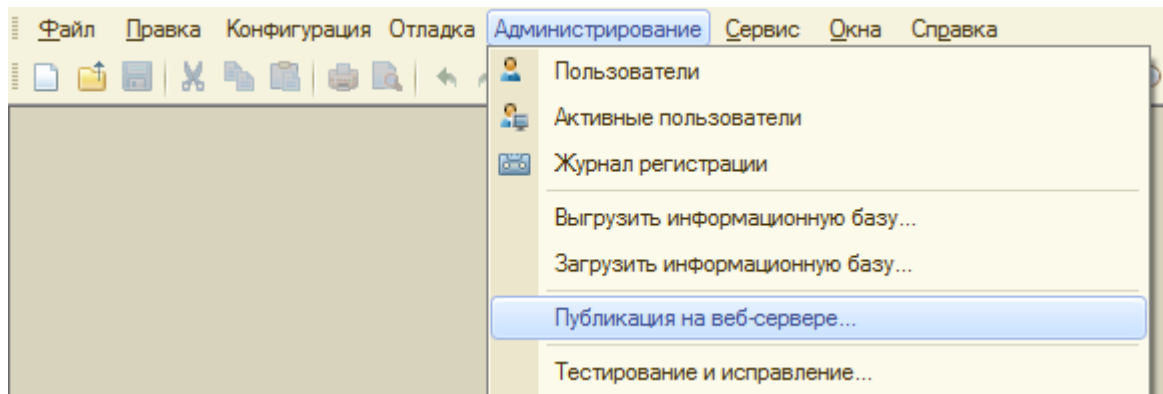 Файл Правка Конфигурация Отладка Администрирование Сервис Окна Справка
Пользователи
Активные пользователи
Журнал регистрации
Выгрузить информационную базу...
Загрузить информационную базу...
Публикация на веб-сервере...
Тестирование и исправление...